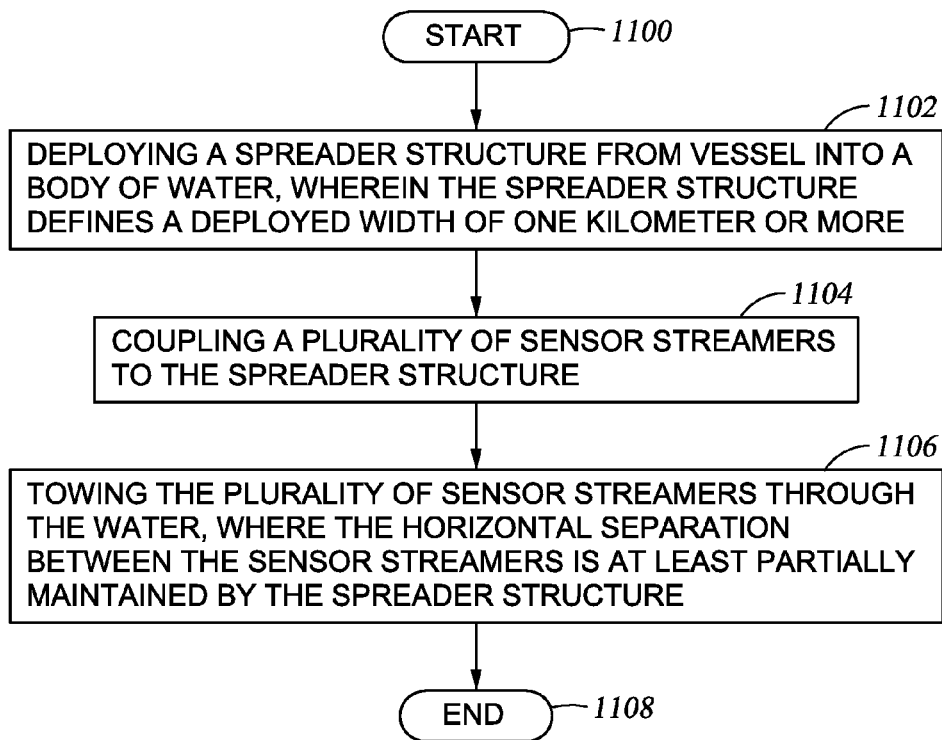 START
1100
1102
DEPLOYING A SPREADER STRUCTURE FROM VESSEL INTO A
BODY OF WATER, WHEREIN THE SPREADER STRUCTURE
DEFINES A DEPLOYED WIDTH OF ONE KILOMETER OR MORE
1104
COUPLING A PLURALITY OF SENSOR STREAMERS
TO THE SPREADER STRUCTURE
1106
TOWING THE PLURALITY OF SENSOR STREAMERS THROUGH
THE WATER, WHERE THE HORIZONTAL SEPARATION
BETWEEN THE SENSOR STREAMERS IS AT LEAST PARTIALLY
MAINTAINED BY THE SPREADER STRUCTURE
END
1108